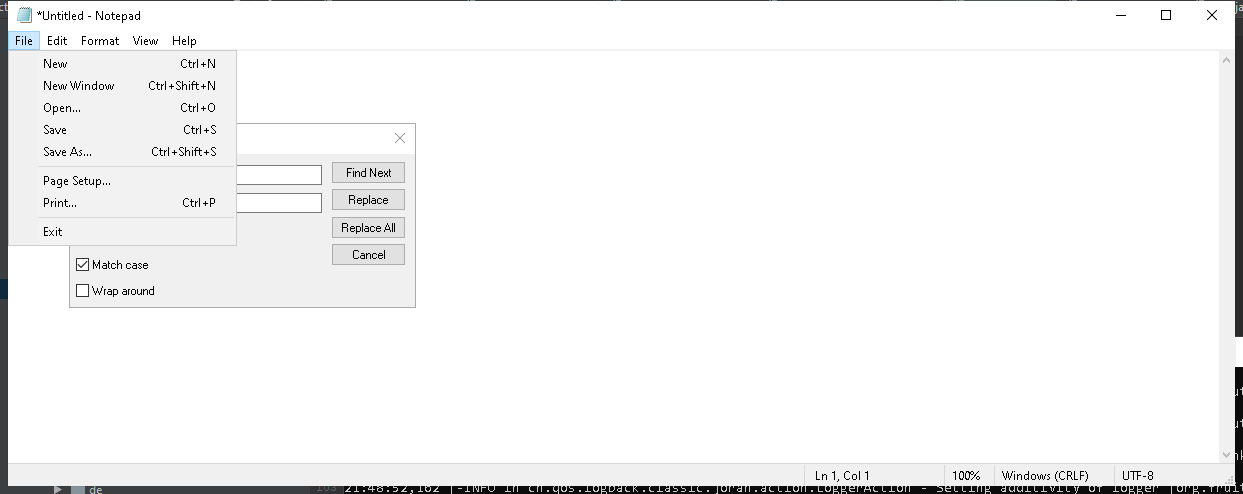 *Untitled - Notepad
File Edit Format View Help
New Ctrl+N
New Window Ctrl+Shift+N
Open... Ctrl+O
Save Ctrl+S
Save As... Ctrl+Shift+S
Page Setup...
Print... Ctrl+P
Exit
Find Next
Replace
Replace All
Cancel
Match case
Wrap around
Ln 1, Col 1 100% Windows (CRLF) UTF-8
de
21:48:52,162 |-INFO in ch.qos.logback.classic.joran.action.LoggerAction - Setting additivity of logger